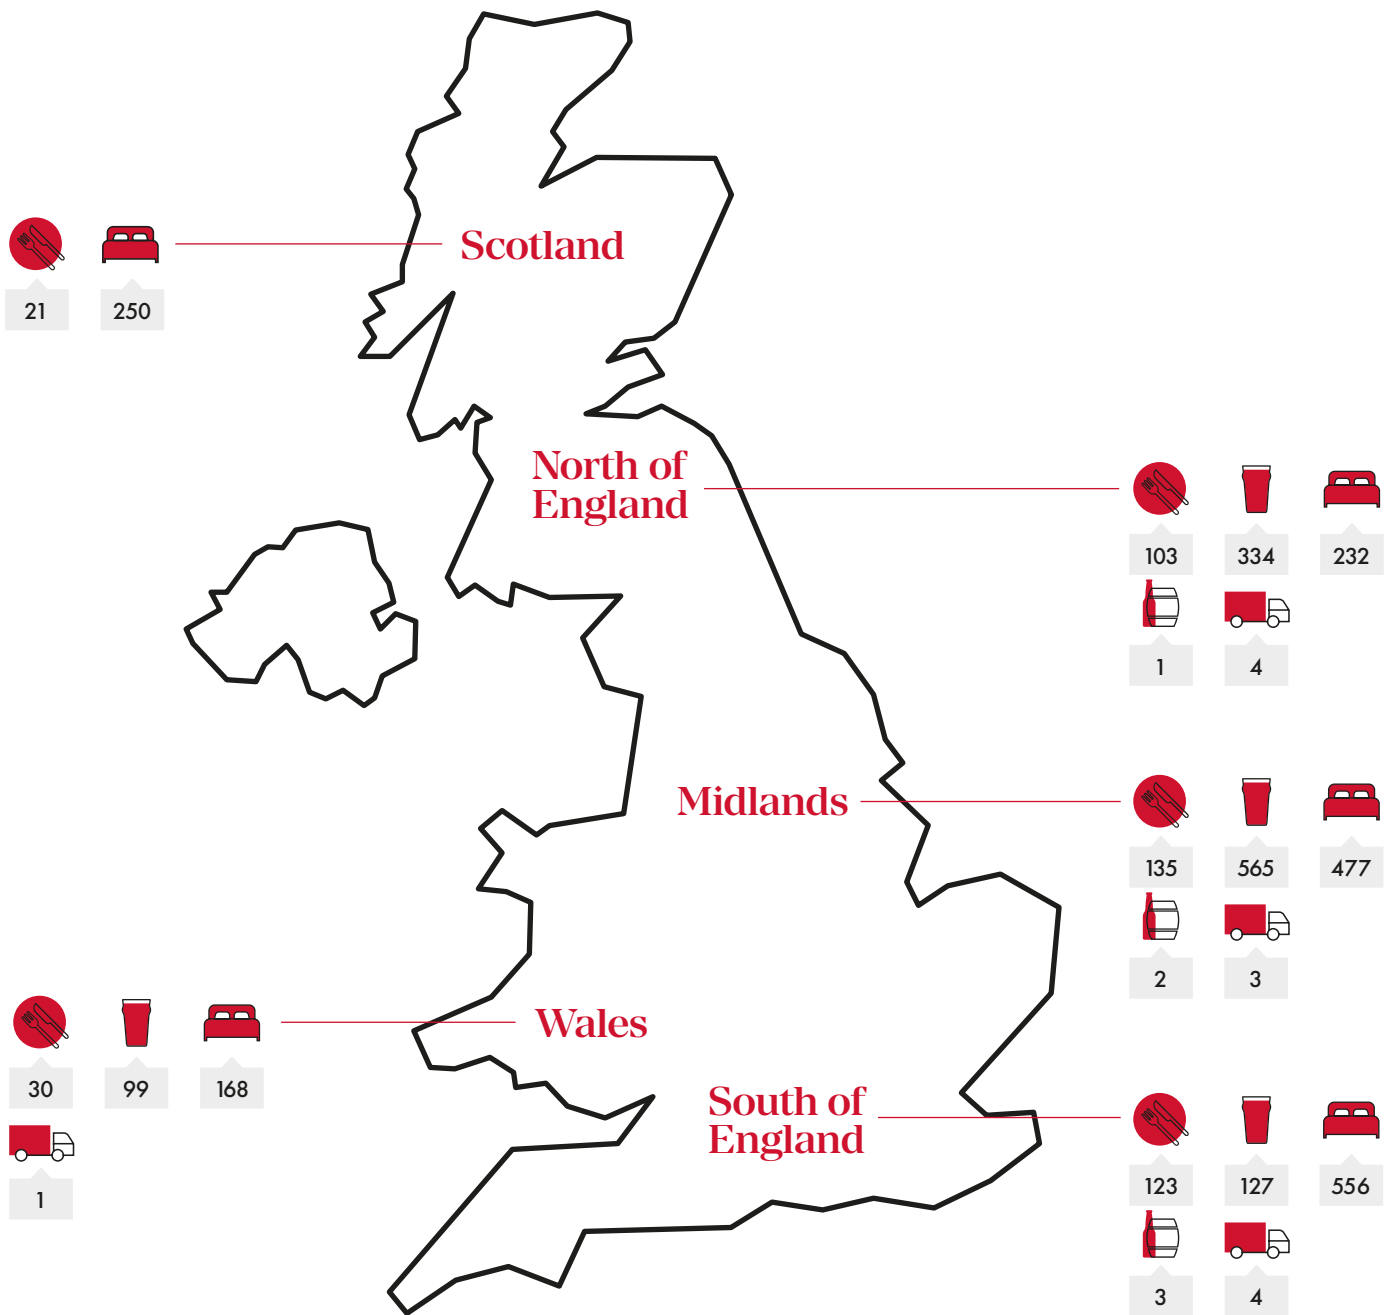 Scotland
21 250
North of
England
103 334 232
1 4
Midlands
135 565 477
2 3
Wales
30 99 168
1
South of
England
123 127 556
3 4